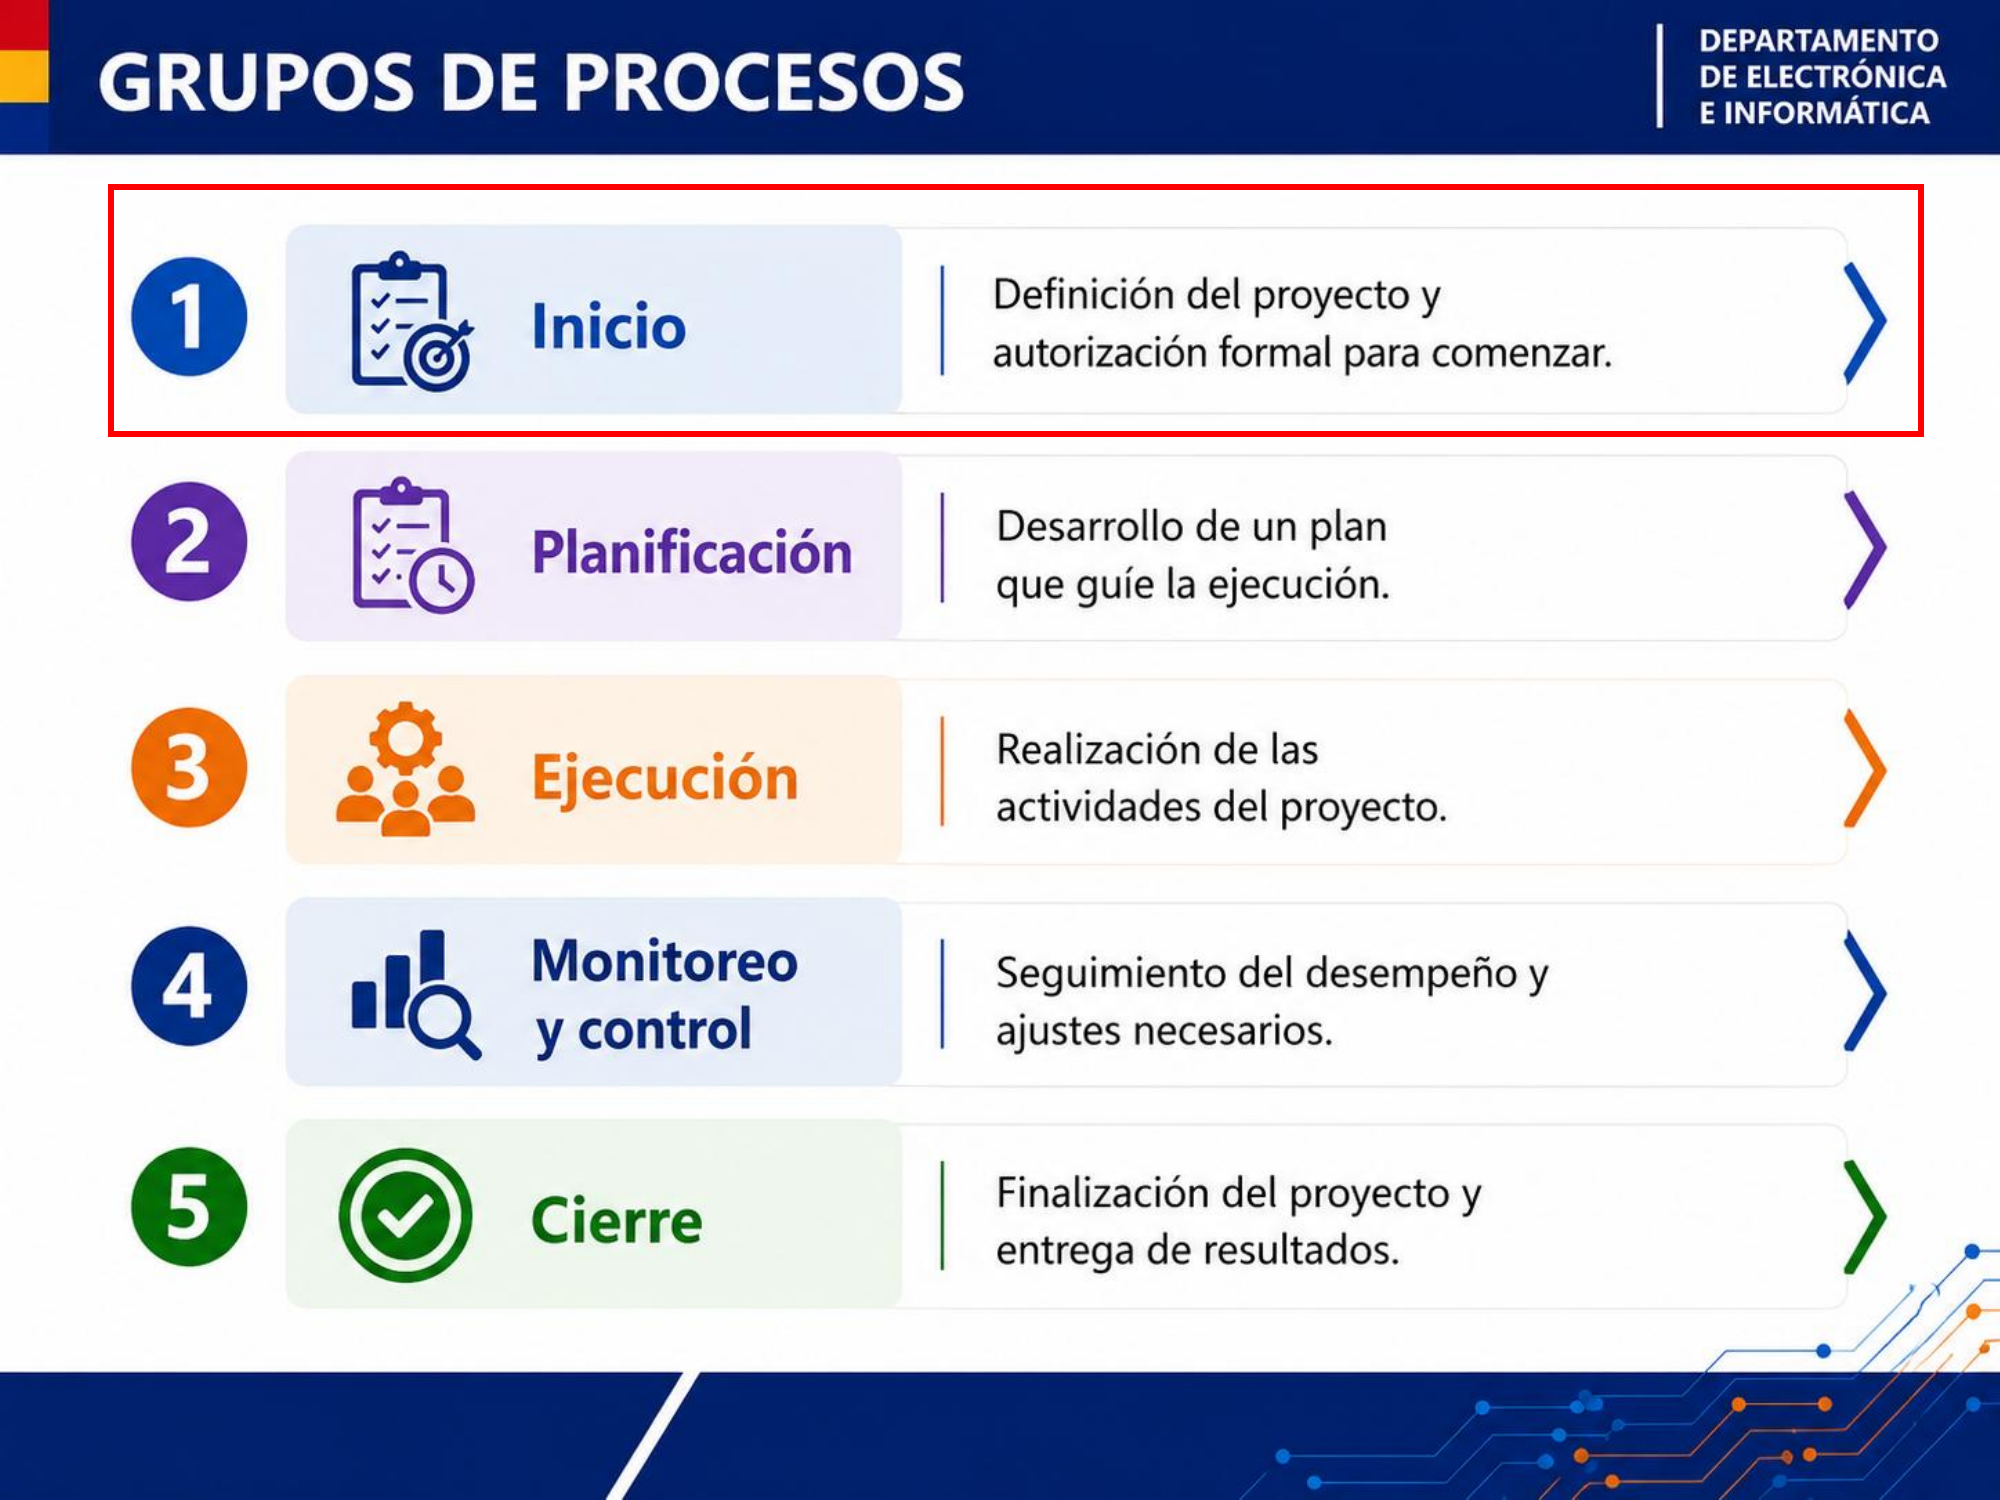 GRUPOS DE PROCESOS
DEPARTAMENTO
DE ELECTRÓNICA
E INFORMÁTICA
1
Inicio
Definición del proyecto y
autorización formal para comenzar.
2
Planificación
Desarrollo de un plan
que guíe la ejecución.
3
Ejecución
Realización de las
actividades del proyecto.
4
Monitoreo
y control
Seguimiento del desempeño y
ajustes necesarios.
5
Cierre
Finalización del proyecto y
entrega de resultados.